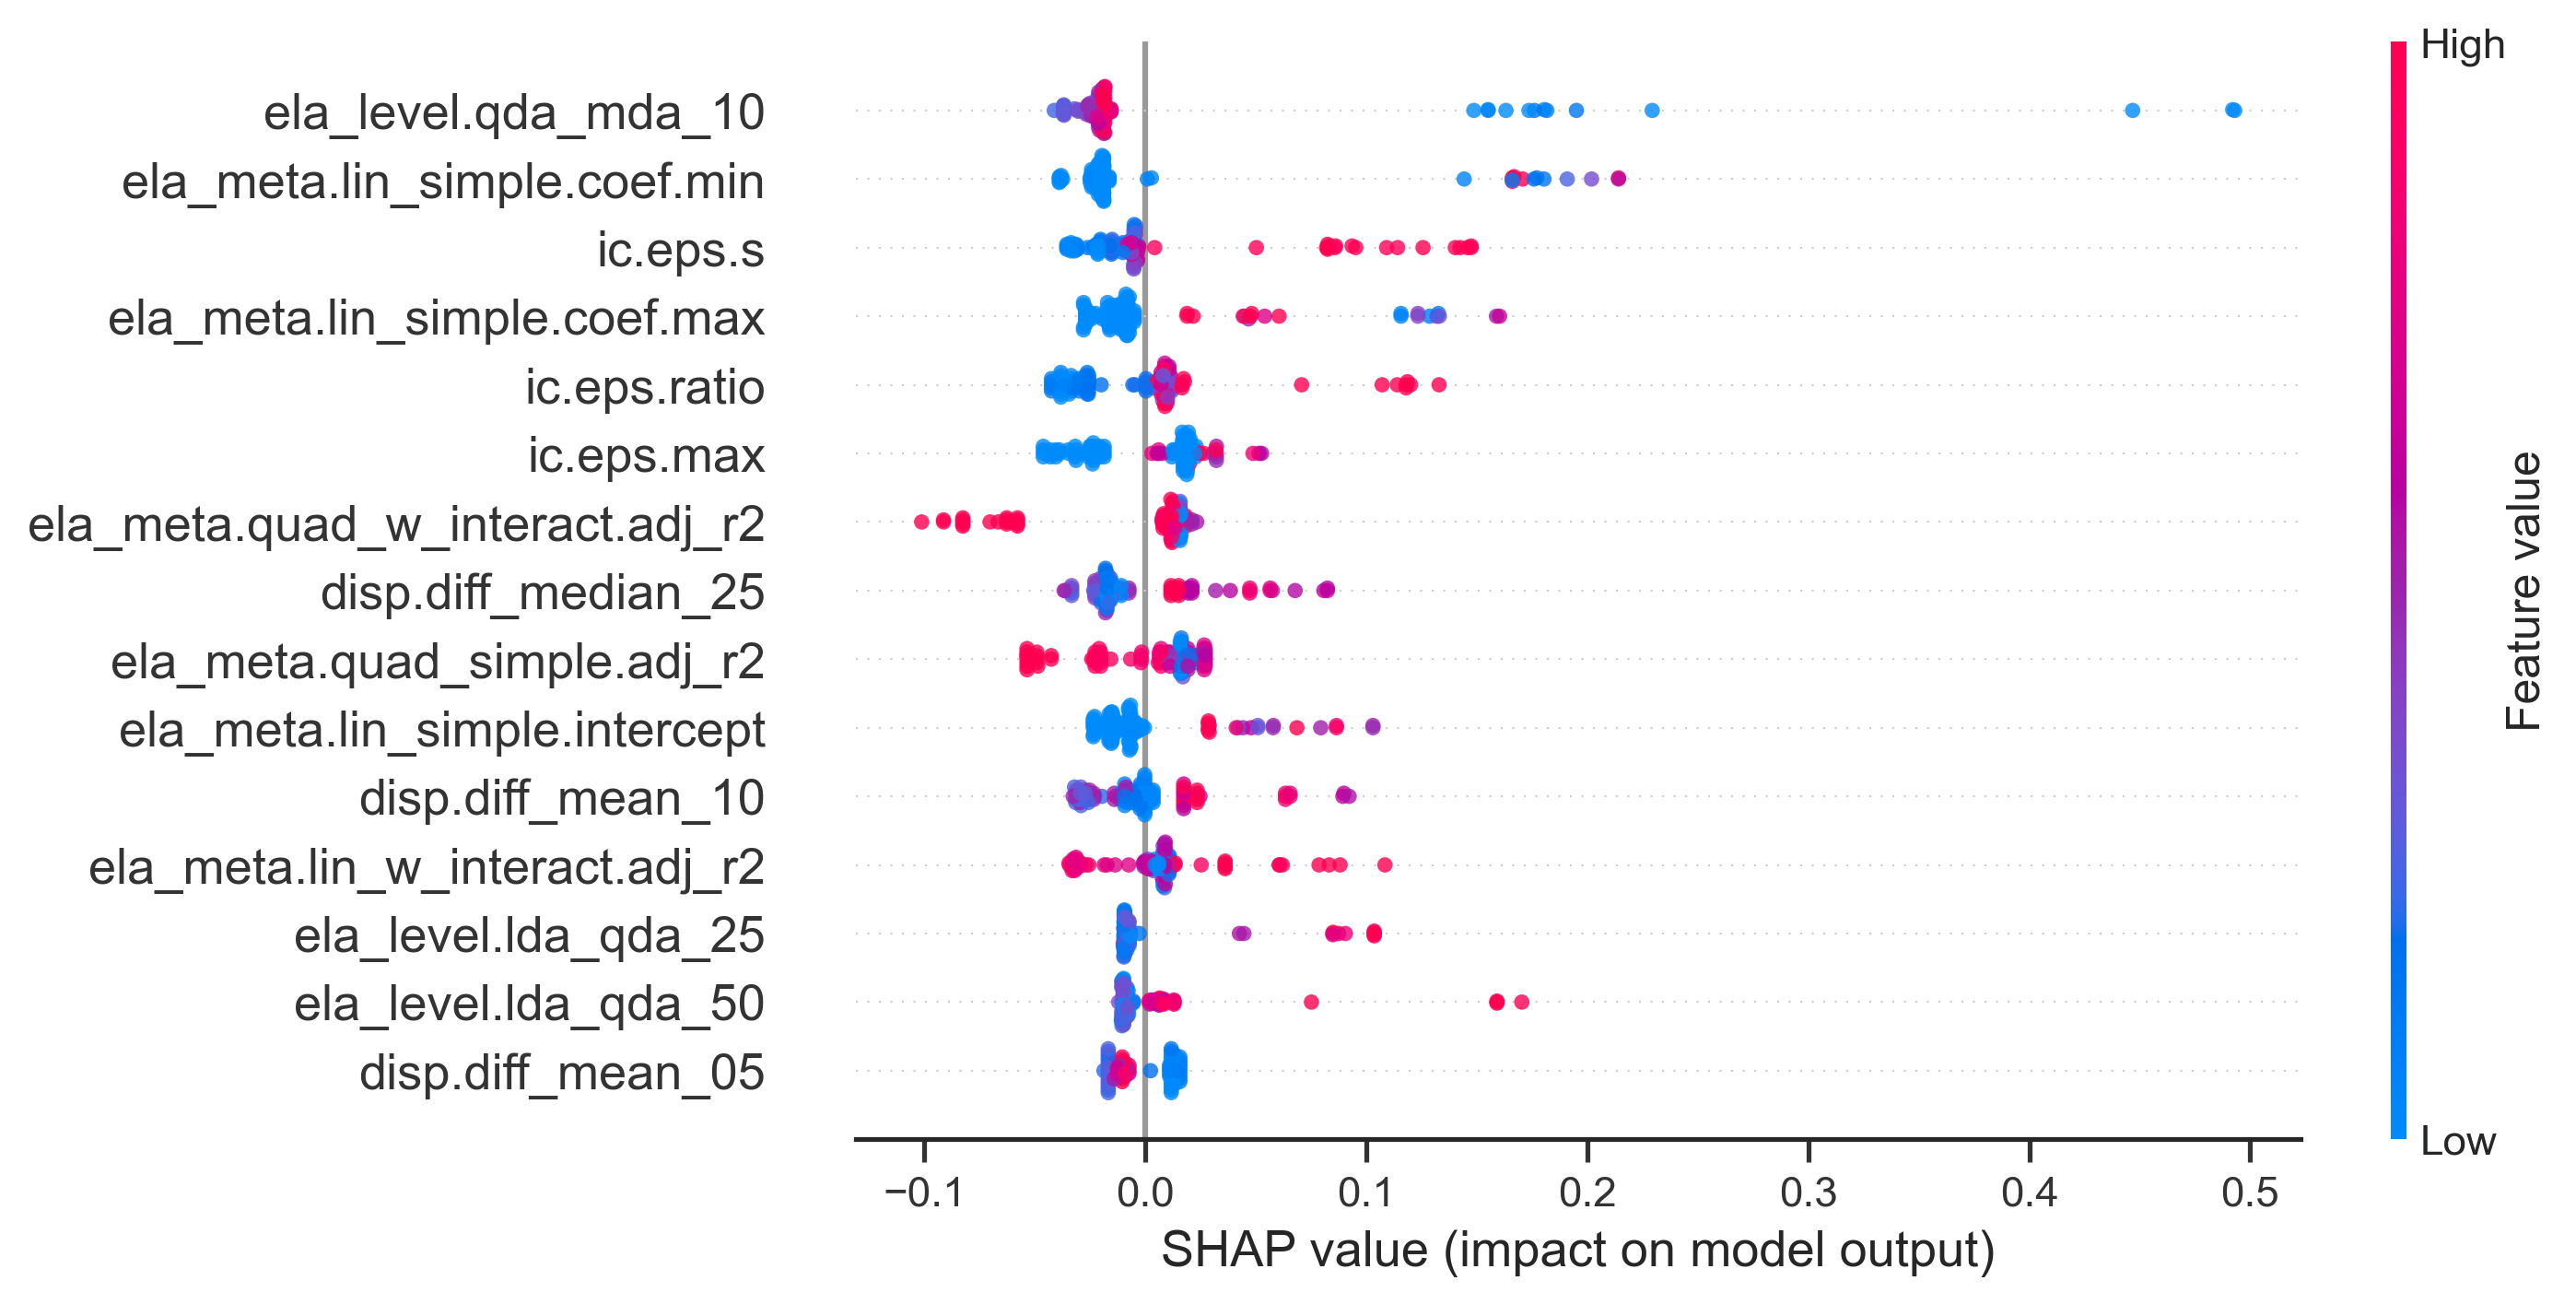 High
ela_level.qda_mda_10
ela_meta.lin_simple.coef.min
ic.eps.s
ela_meta.lin_simple.coef.max
ic.eps.ratio
ic.eps.max
ela_meta.quad_w_interact.adj_r2
disp.diff_median_25
ela_meta.quad_simple.adj_r2
ela_meta.lin_simple.intercept
disp.diff_mean_10
ela_meta.lin_w_interact.adj_r2
ela_level.lda_qda_25
ela_level.lda_qda_50
disp.diff_mean_05
Feature value
Low
−0.1 0.0 0.1 0.2 0.3 0.4 0.5
SHAP value (impact on model output)